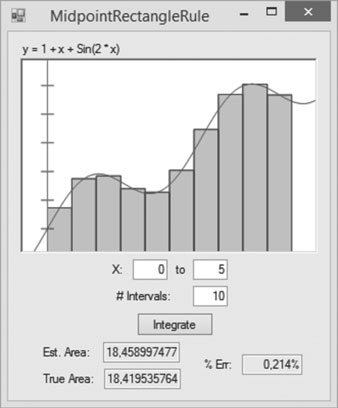 MidpointRectangleRule
y = 1 + x + Sin(2 * x)
X: 0 to 5
# Intervals: 10
Integrate
Est. Area: 18,458997477
% Err: 0,214%
True Area: 18,419535764